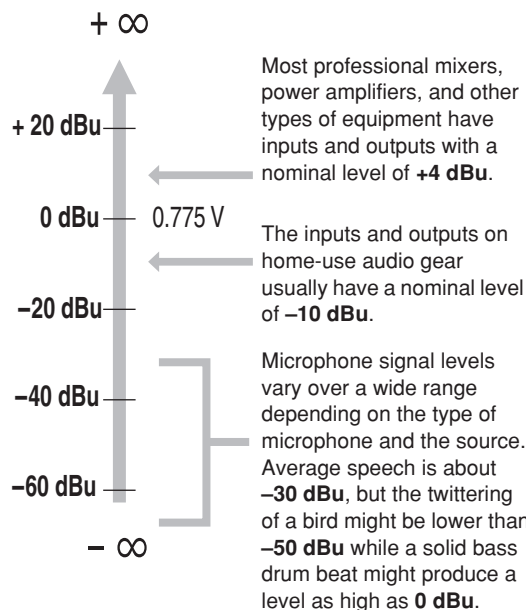 + ∞
+ 20 dBu
0 dBu
0.775 V
–20 dBu
–40 dBu
–60 dBu
– ∞
Most professional mixers,
power amplifiers, and other
types of equipment have
inputs and outputs with a
nominal level of +4 dBu.
The inputs and outputs on
home-use audio gear
usually have a nominal level
of –10 dBu.
Microphone signal levels
vary over a wide range
depending on the type of
microphone and the source.
Average speech is about
–30 dBu, but the twittering
of a bird might be lower than
–50 dBu while a solid bass
drum beat might produce a
level as high as 0 dBu.